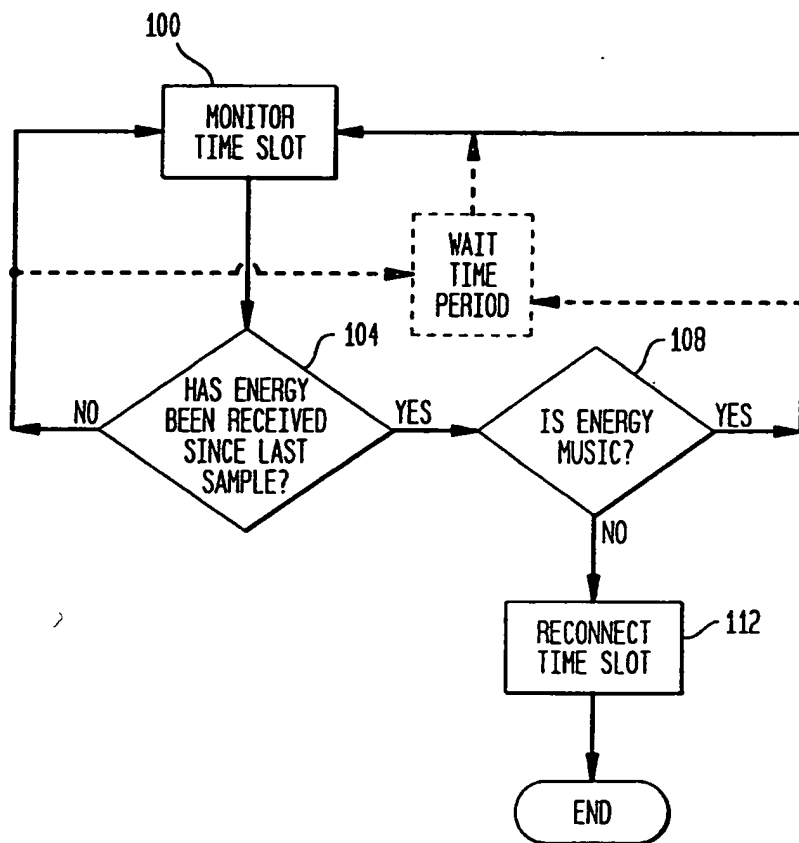 100
MONITOR
TIME SLOT
WAIT
TIME
PERIOD
104
HAS ENERGY
BEEN RECEIVED
SINCE LAST
SAMPLE?
NO
YES
108
IS ENERGY
MUSIC?
YES
NO
RECONNECT
TIME SLOT
112
END